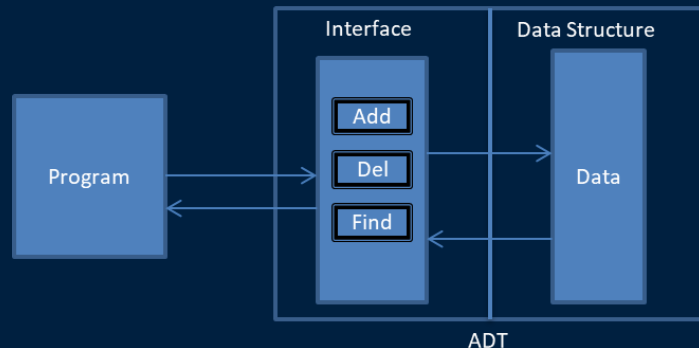 Interface
Data Structure
Program
Add
Del
Find
Data
ADT